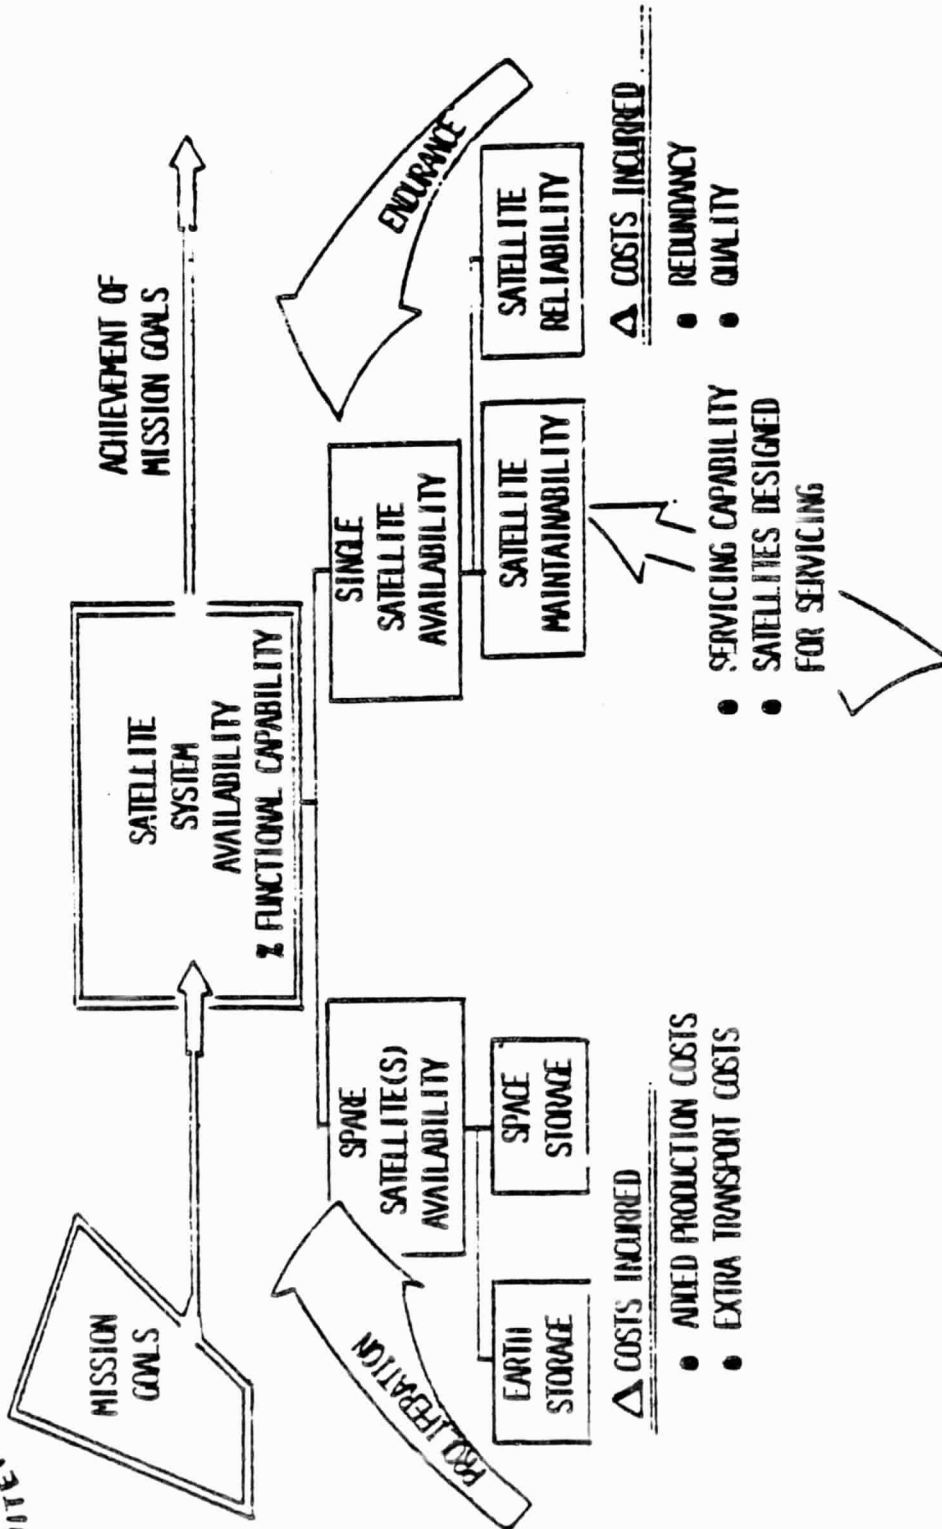 MISSION
GOALS
SATELLITE
SYSTEM
AVAILABILITY
% FUNCTIONAL CAPABILITY
ACHIEVEMENT OF
MISSION GOALS
PROLIFERATION
SPARE
SATELLITE(S)
AVAILABILITY
SINGLE
SATELLITE
AVAILABILITY
ENDURANCE
EARTH
STORAGE
SPACE
STORAGE
SATELLITE
MAINTAINABILITY
SATELLITE
RELIABILITY
△ COSTS INCURRED
● ADDED PRODUCTION COSTS
● EXTRA TRANSPORT COSTS
● SERVICING CAPABILITY
● SATELLITES DESIGNED
FOR SERVICING
△ COSTS INCURRED
● REDUNDANCY
● QUALITY